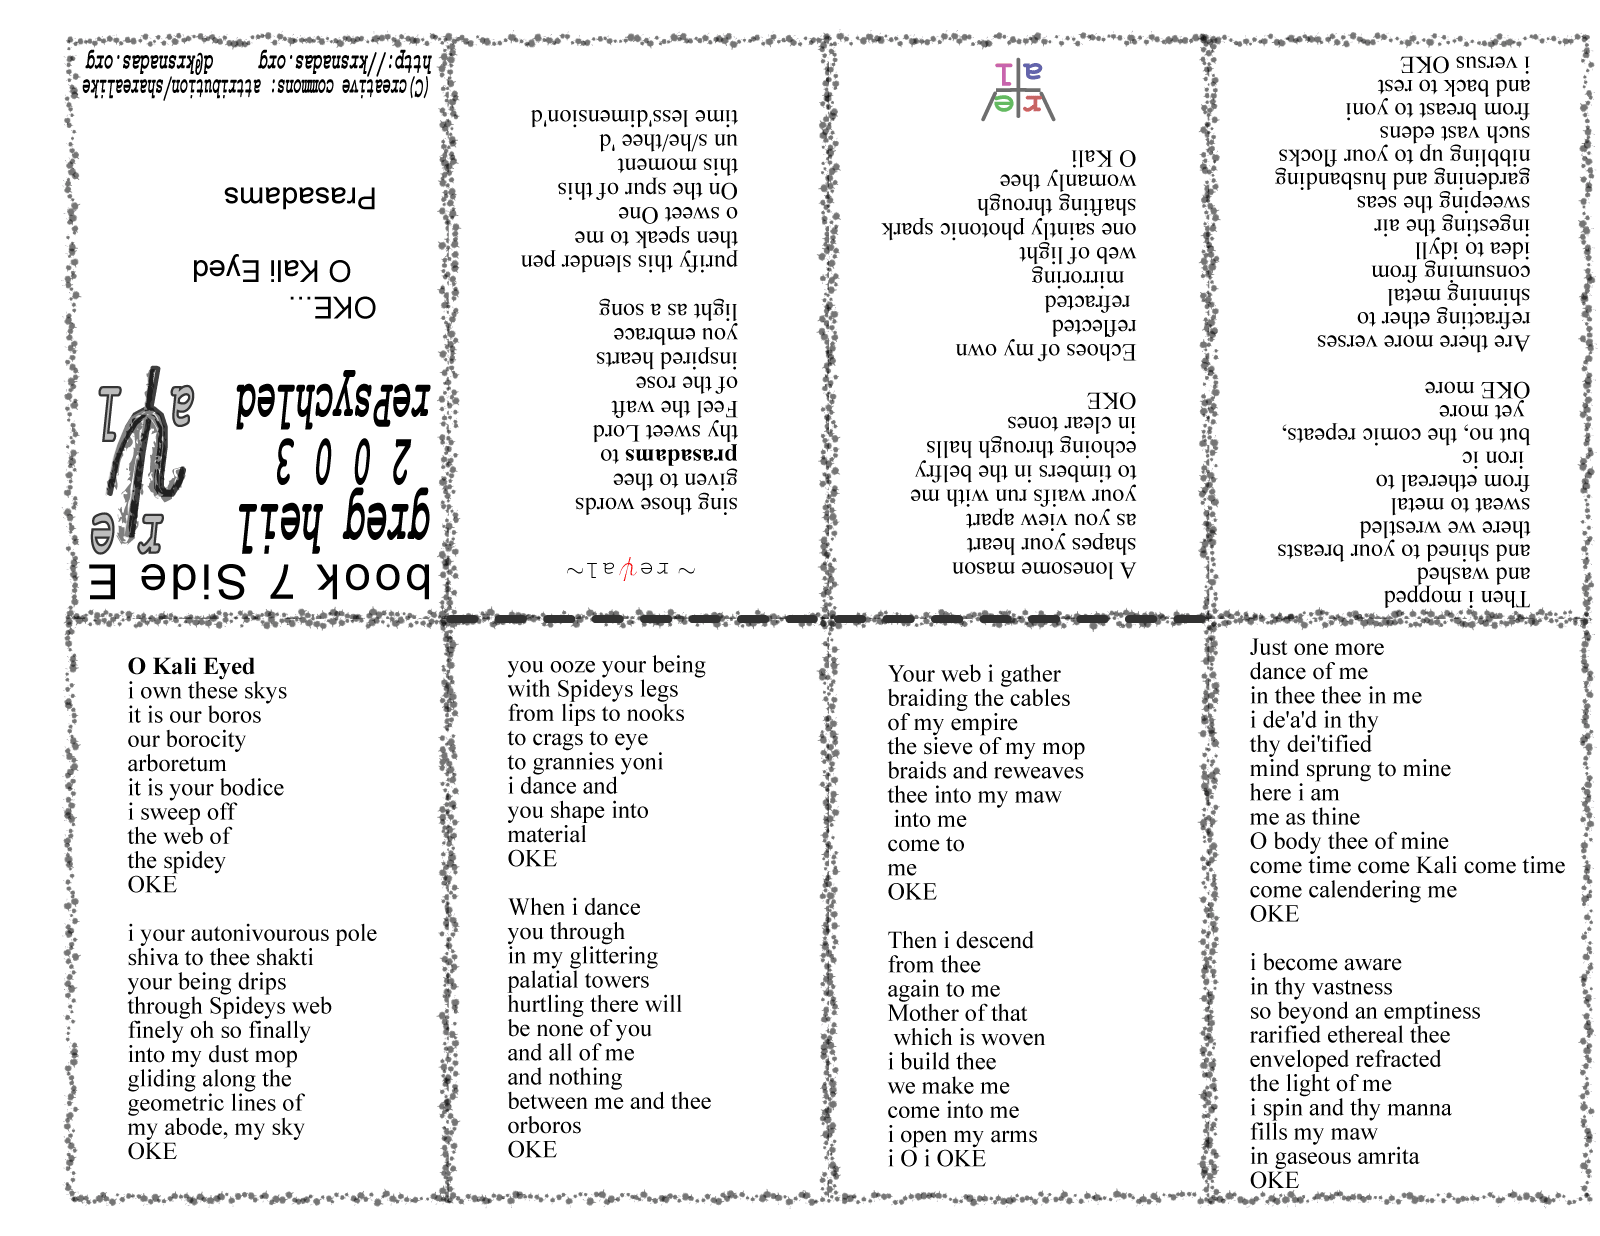 book 7 Side E
greg heil
2 0 0 3
rePsychled
r e
a l
OKE...
O Kali Eyed
Prasadams
(C)creative commons: attribution/sharealike
http://krsnadas.org d@krsnadas.org
O Kali Eyed
i own these skys
it is our boros
our borocity
arboretum
it is your bodice
i sweep off
the web of
the spidey
OKE
i your autonivourous pole
shiva to thee shakti
your being drips
through Spideys web
finely oh so finally
into my dust mop
gliding along the
geometric lines of
my abode, my sky
OKE
you ooze your being
with Spideys legs
from lips to nooks
to crags to eye
to grannies yoni
i dance and
you shape into
material
OKE
When i dance
you through
in my glittering
palatial towers
hurtling there will
be none of you
and all of me
and nothing
between me and thee
orboros
OKE
Your web i gather
braiding the cables
of my empire
the sieve of my mop
braids and reweaves
thee into my maw
into me
come to
me
OKE
Then i descend
from thee
again to me
Mother of that
which is woven
i build thee
we make me
come into me
i open my arms
i O i OKE
Just one more
dance of me
in thee thee in me
i de'a'd in thy
thy dei'tified
mind sprung to mine
here i am
me as thine
O body thee of mine
come time come Kali come time
come calendering me
OKE
i become aware
in thy vastness
so beyond an emptiness
rarified ethereal thee
enveloped refracted
the light of me
i spin and thy manna
fills my maw
in gaseous amrita
OKE
Then i mopped
and washed
and shined to your breasts
there we wrestled
sweat to metal
from ethereal to
iron ic
but no, the comic repeats,
yet more
OKE more
Are there more verses
refracting ether to
shinning metal
consuming from
idea to idyll
ingesting the air
sweeping the seas
gardening and husbanding
nibbling up to your flocks
such vast edens
from breast to yoni
and back to rest
i versus OKE
A lonesome mason
shapes your heart
as you view apart
your waifs run with me
to timbers in the belfry
echoing through halls
in clear tones
OKE
Echoes of my own
reflected
refracted
mirroring
web of light
one saintly photonic spark
shafting through
womanly thee
O Kali
r e
a l
~ reψal~
sing those words
given to thee
prasadams to
thy sweet Lord
Feel the waft
of the rose
inspired hearts
you embrace
light as a song
purify this slender pen
then speak to me
o sweet One
On the spur of this
this moment
un s/he/thee 'd
time less'dimension'd